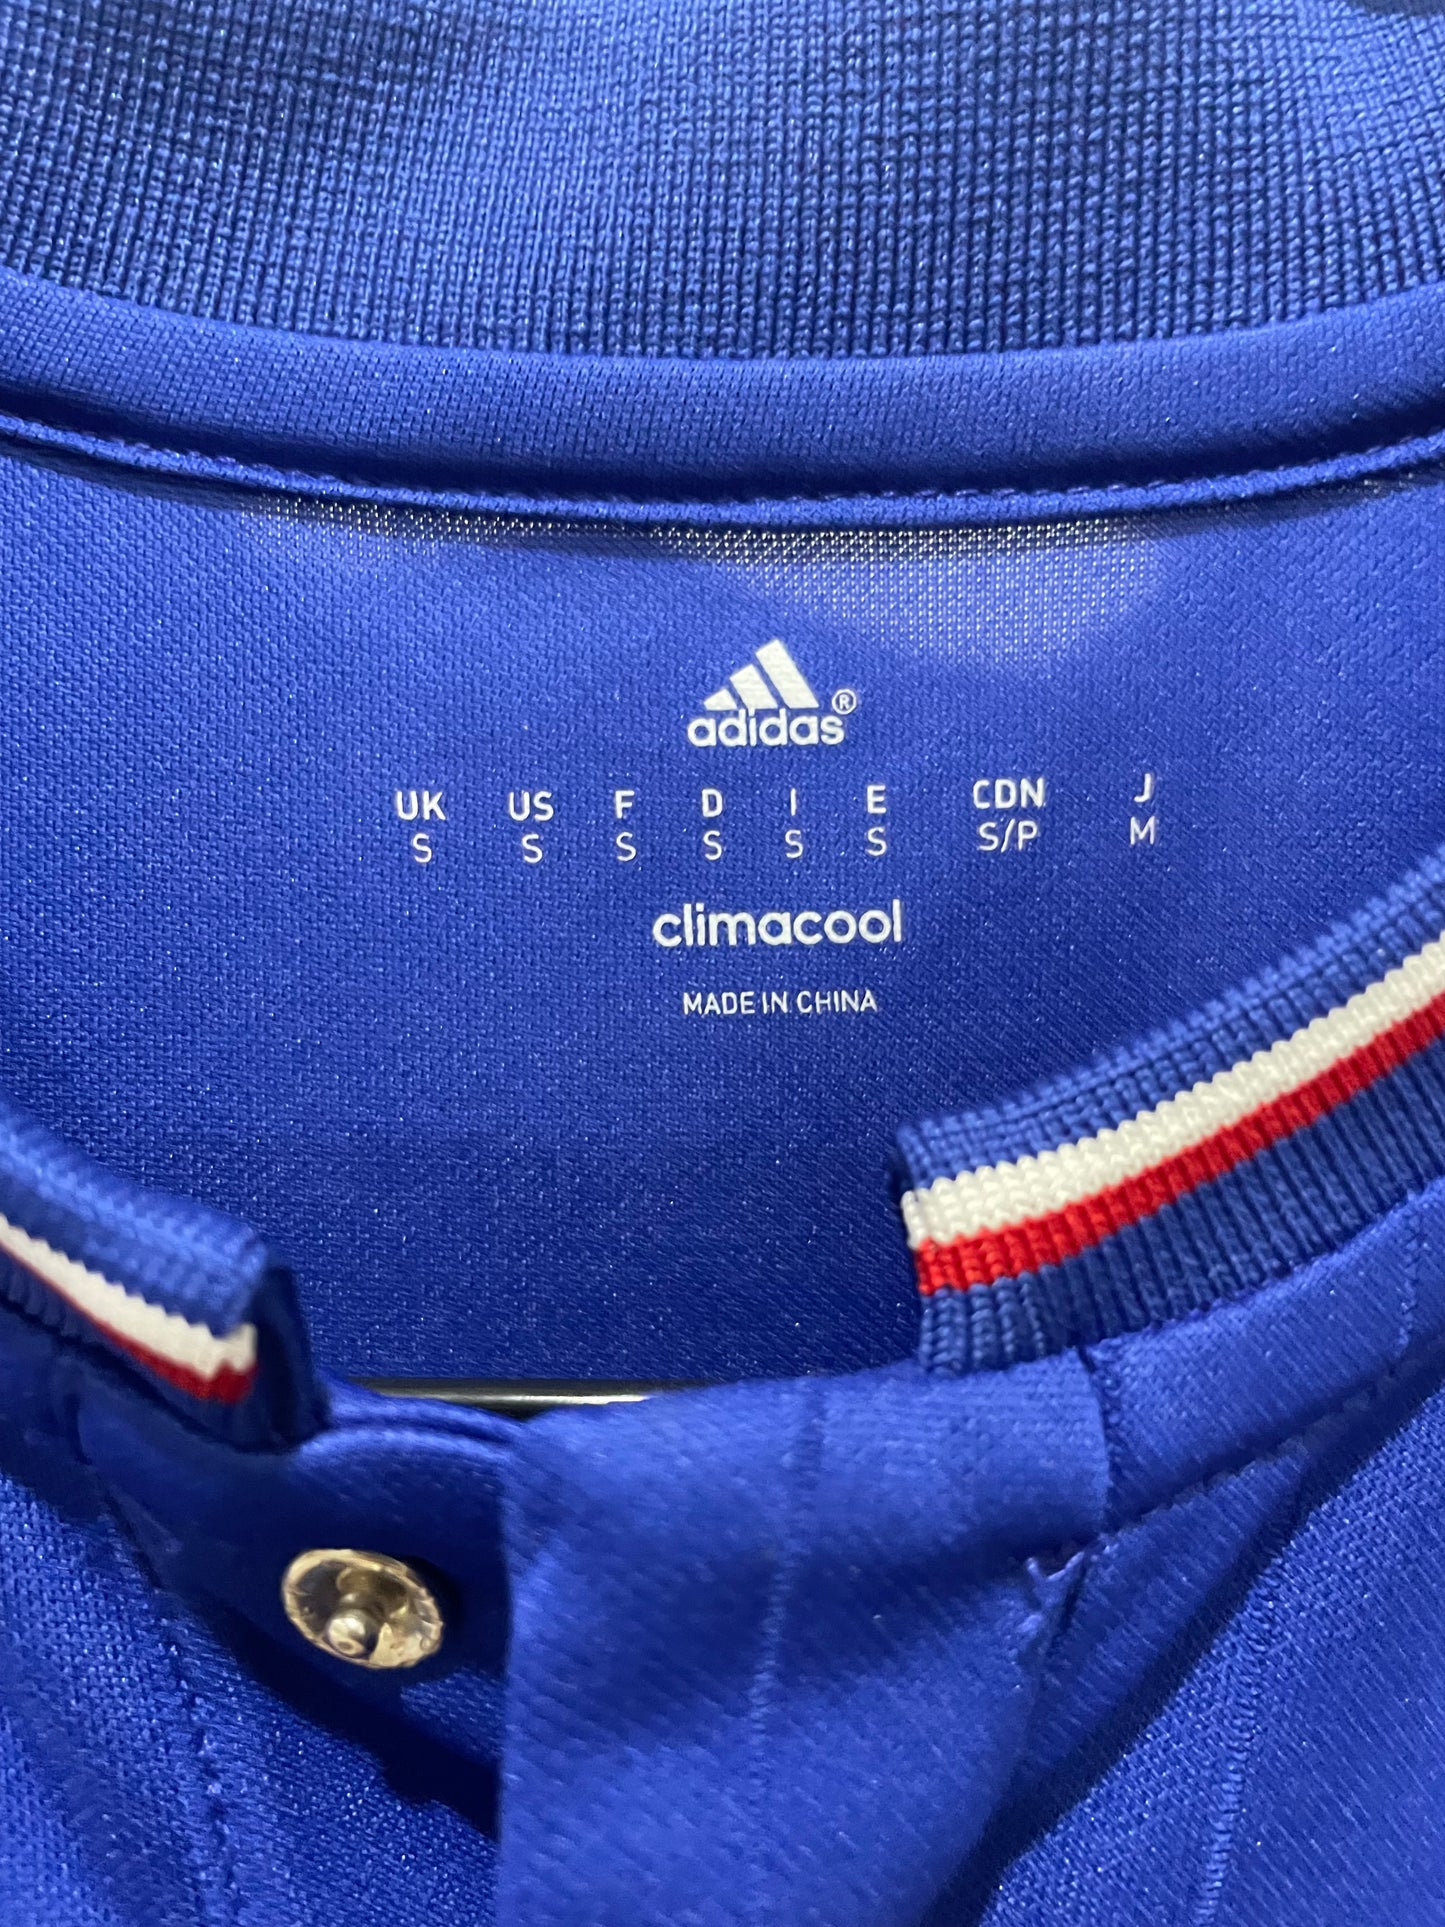 adidas®
UK US F D I E CDN J
S S S S S S S/P M
climacool
MADE IN CHINA